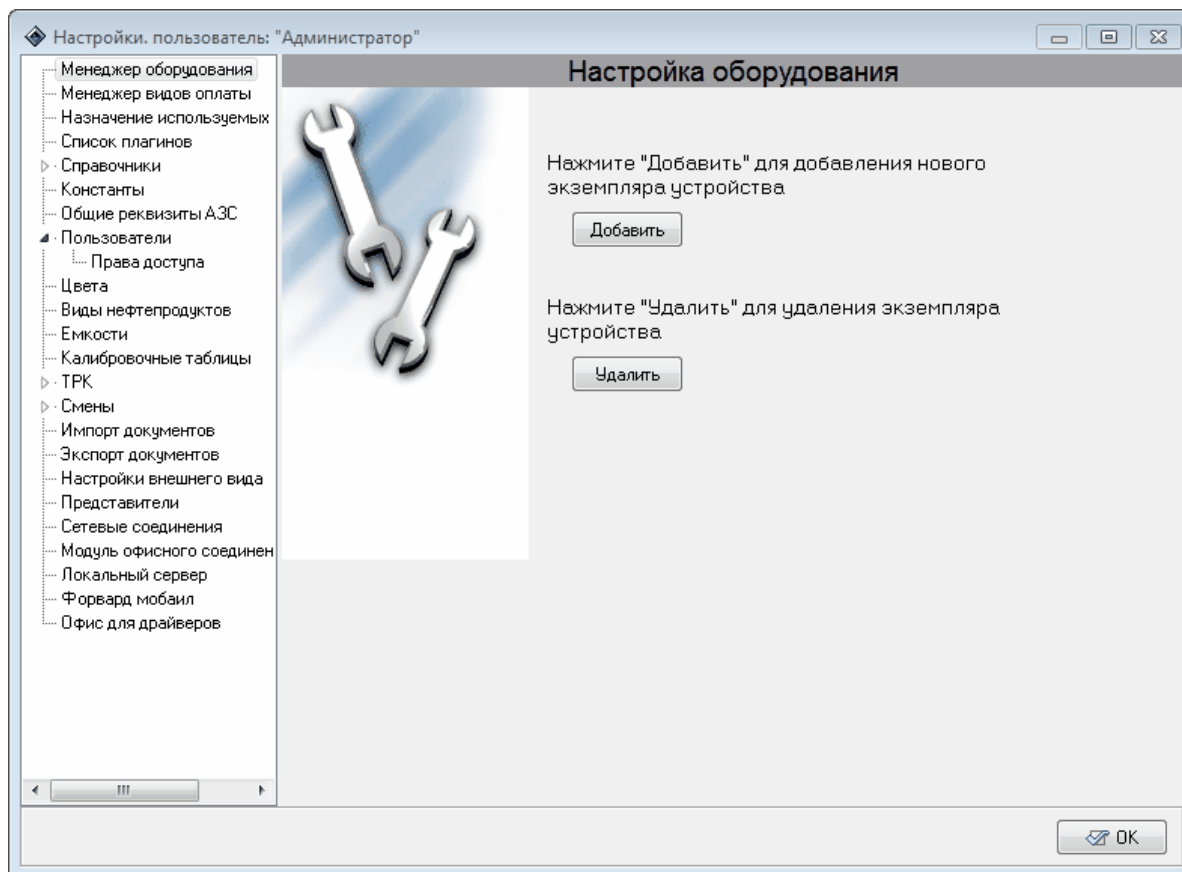 Настройки. пользователь: "Администратор"
Менеджер оборудования
Менеджер видов оплаты
Назначение используемых
Список плагинов
Справочники
Константы
Общие реквизиты АЗС
Пользователи
Права доступа
Цвета
Виды нефтепродуктов
Емкости
Калибровочные таблицы
ТРК
Смены
Импорт документов
Экспорт документов
Настройки внешнего вида
Представители
Сетевые соединения
Модуль офисного соединен
Локальный сервер
Форвард мобаил
Офис для драйверов
Настройка оборудования
Нажмите "Добавить" для добавления нового
экземпляра устройства
Добавить
Нажмите "Удалить" для удаления экземпляра
устройства
Удалить
OK